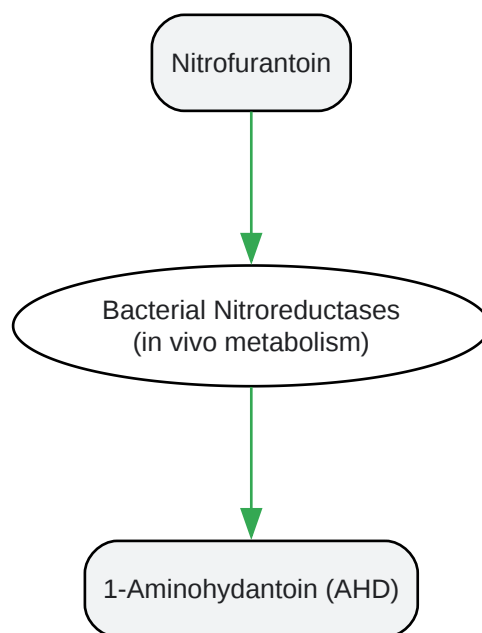 Nitrofurantoin
Bacterial Nitroreductases
(in vivo metabolism)
1-Aminohydantoin (AHD)